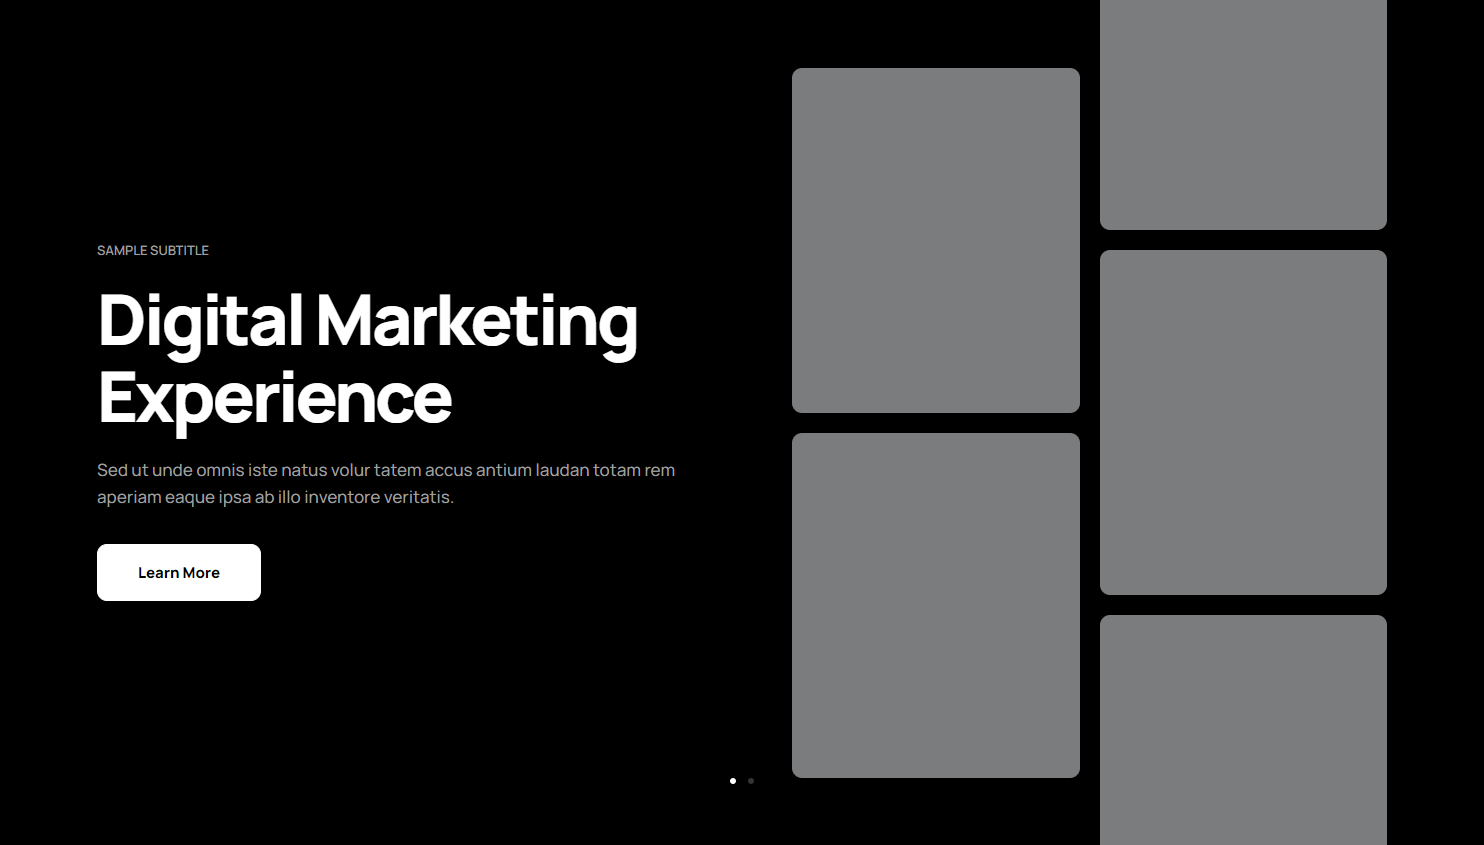 SAMPLE SUBTITLE
Digital Marketing
Experience
Sed ut unde omnis iste natus volur tatem accus antium laudan totam rem
aperiam eaque ipsa ab illo inventore veritatis.
Learn More